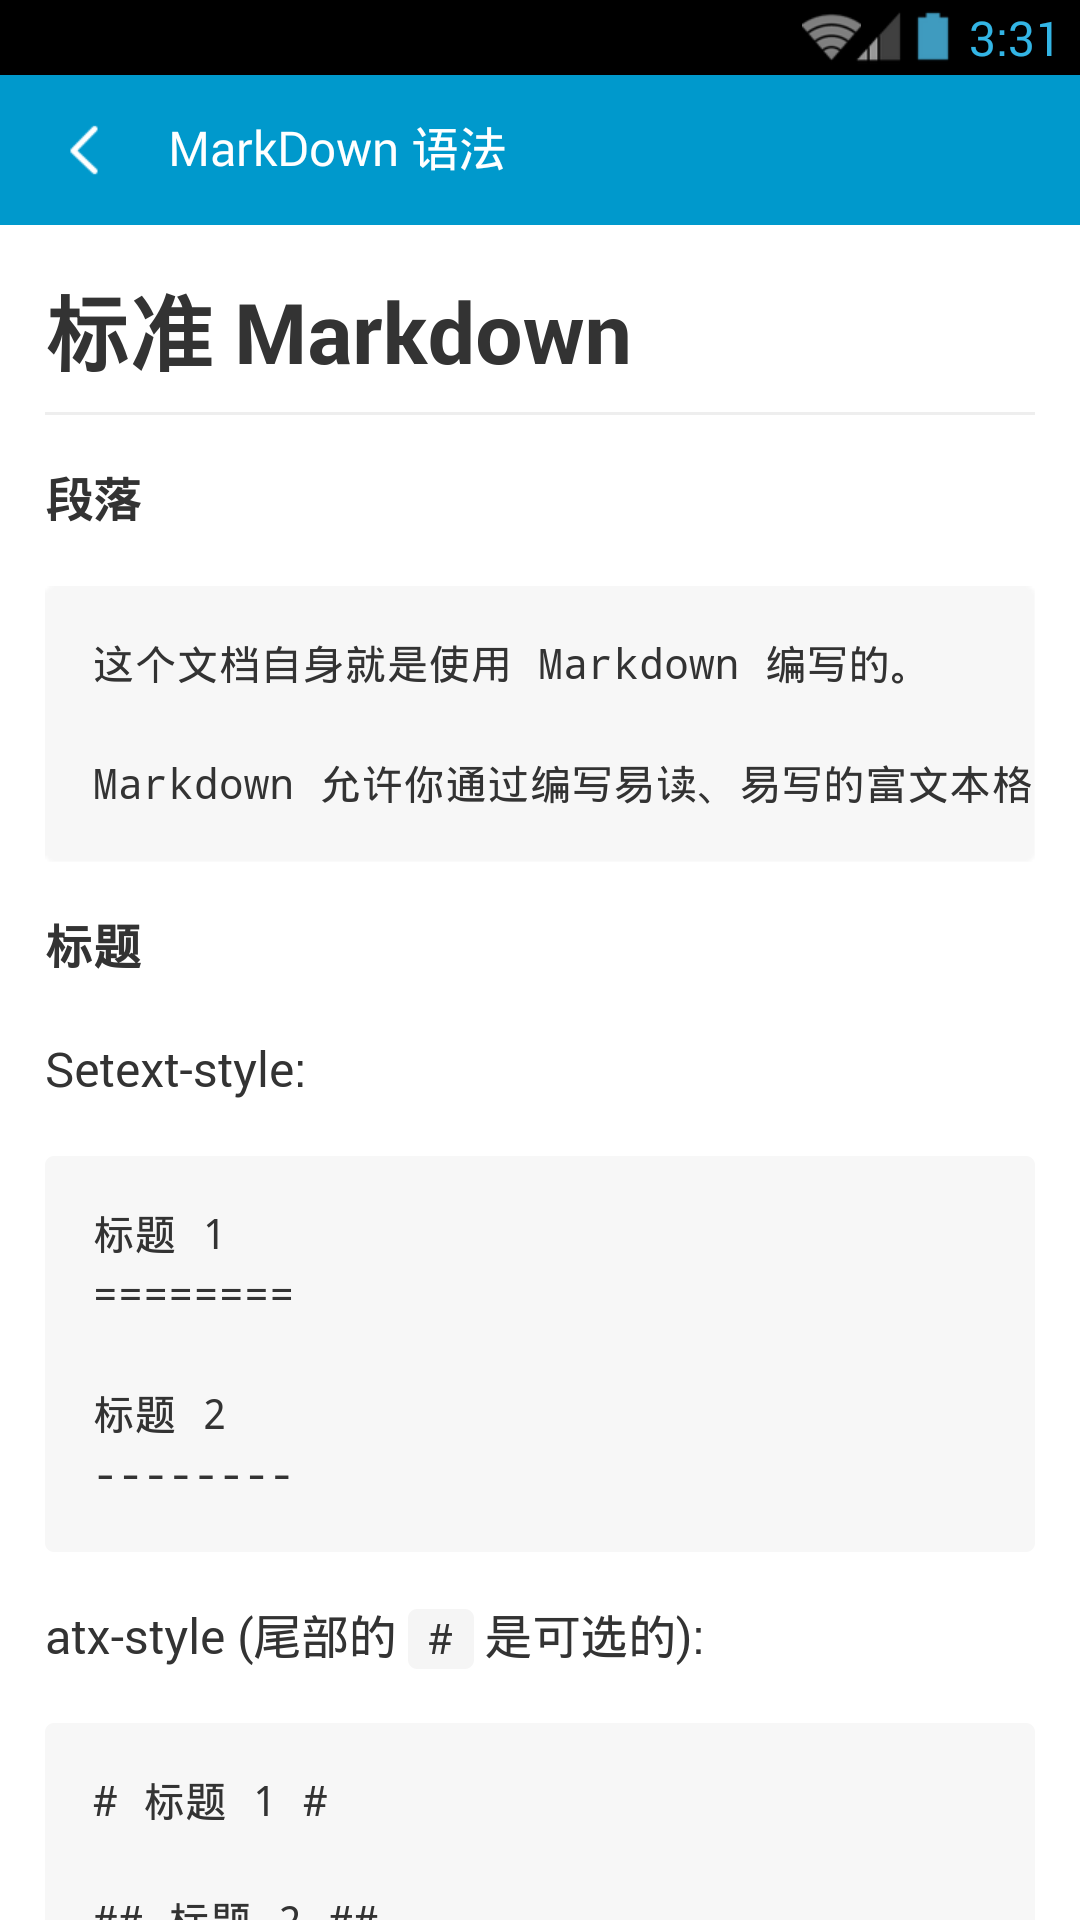 3:31
MarkDown 语法
标准 Markdown
段落
这个文档自身就是使用 Markdown 编写的。
Markdown 允许你通过编写易读、易写的富文本格
标题
Setext-style:
标题 1
========
标题 2
--------
atx-style (尾部的 # 是可选的):
# 标题 1 #
## 标题 2 ##